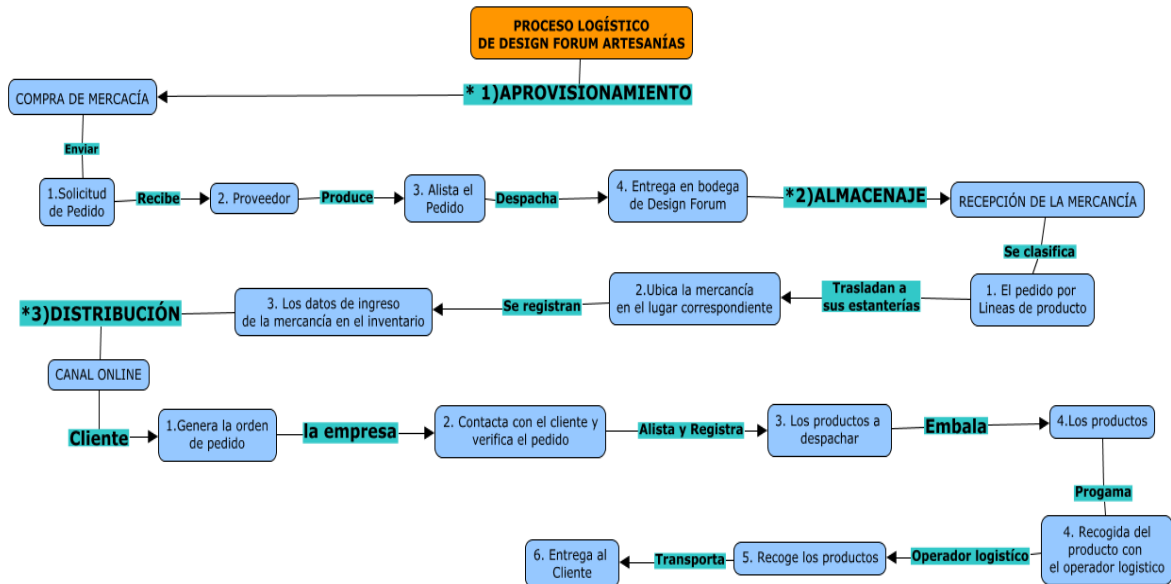 PROCESO LOGÍSTICO
DE DESIGN FORUM ARTESANÍAS
* 1)APROVISIONAMIENTO
COMPRA DE MERCACÍA
Enviar
1.Solicitud
de Pedido
Recibe
2. Proveedor
Produce
3. Alista el
Pedido
Despacha
4. Entrega en bodega
de Design Forum
*2)ALMACENAJE
RECEPCIÓN DE LA MERCANCÍA
Se clasifica
1. El pedido por
Lineas de producto
Trasladan a
sus estanterías
2.Ubica la mercancía
en el lugar correspondiente
Se registran
3. Los datos de ingreso
de la mercancía en el inventario
*3)DISTRIBUCIÓN
CANAL ONLINE
Cliente
1.Genera la orden
de pedido
la empresa
2. Contacta con el cliente y
verifica el pedido
Alista y Registra
3. Los productos a
despachar
Embala
4.Los productos
Progama
4. Recogida del
producto con
el operador logistico
Operador logistíco
5. Recoge los productos
Transporta
6. Entrega al
Cliente